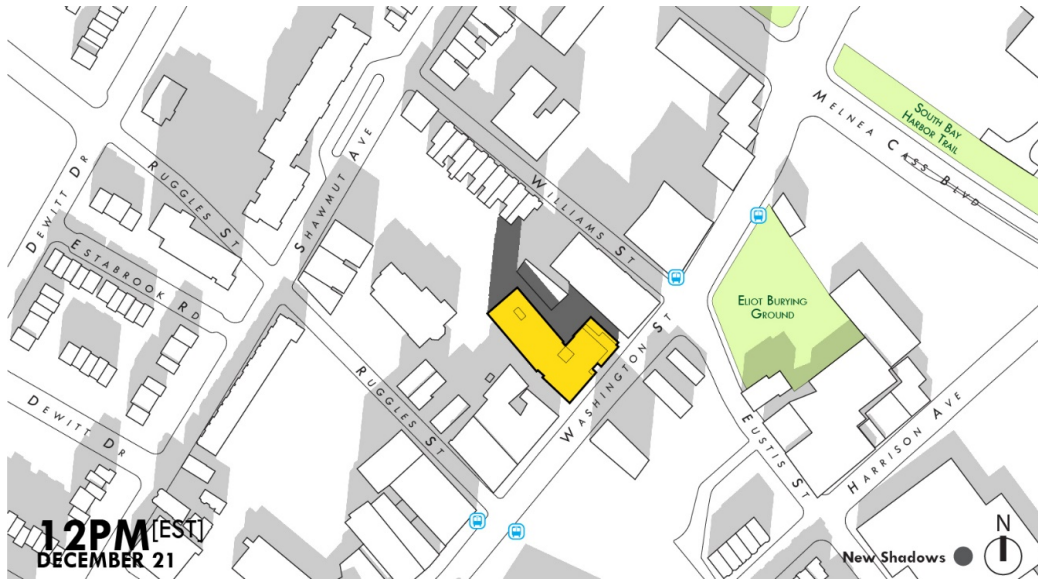 SOUTH BAY
HARBOR TRAIL
MELNEA CASS BLVD
DEWITT DR
RUGGLES ST
SHAWMUT AVE
WILLIAMS ST
ESTABROOK RD
ELIOT BURYING
GROUND
WASHINGTON ST
RUGGLES ST
DEWITT DR
EUSTIS ST
HARRISON AVE
12PM[EST]
DECEMBER 21
New Shadows
N